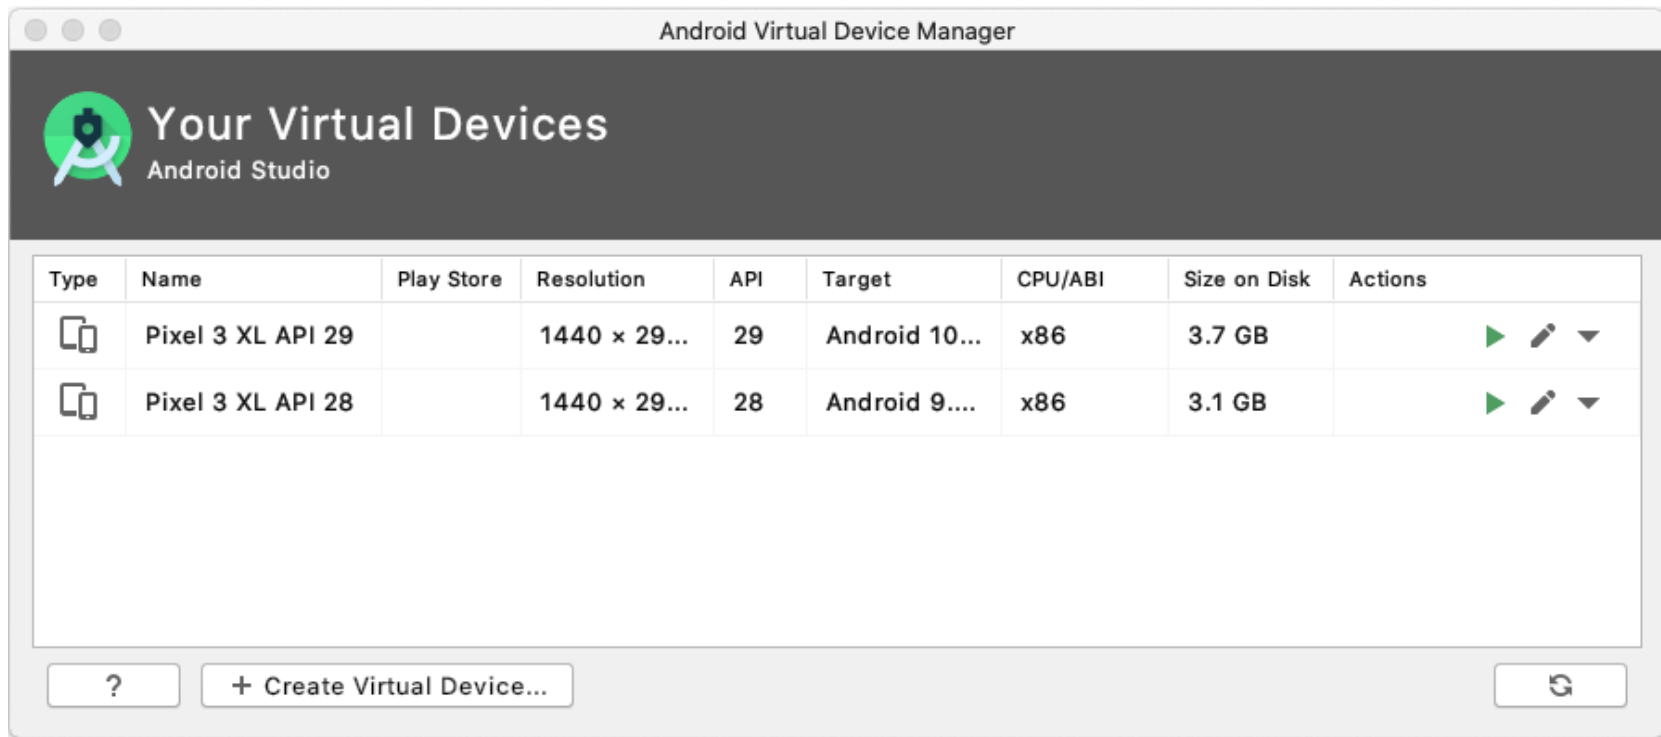 Android Virtual Device Manager
Your Virtual Devices
Android Studio
Type Name Play Store Resolution API Target CPU/ABI Size on Disk Actions
Pixel 3 XL API 29 1440 × 29... 29 Android 10... x86 3.7 GB
Pixel 3 XL API 28 1440 × 29... 28 Android 9.... x86 3.1 GB
? + Create Virtual Device...